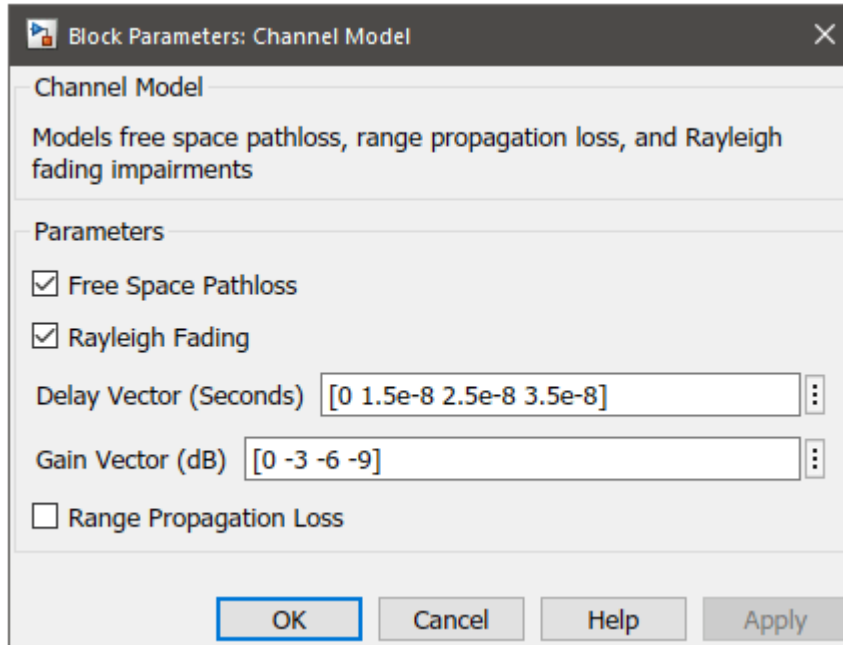 Block Parameters: Channel Model
Channel Model
Models free space pathloss, range propagation loss, and Rayleigh
fading impairments
Parameters
Free Space Pathloss
Rayleigh Fading
Delay Vector (Seconds) [0 1.5e-8 2.5e-8 3.5e-8]
Gain Vector (dB) [0 -3 -6 -9]
Range Propagation Loss
OK Cancel Help Apply